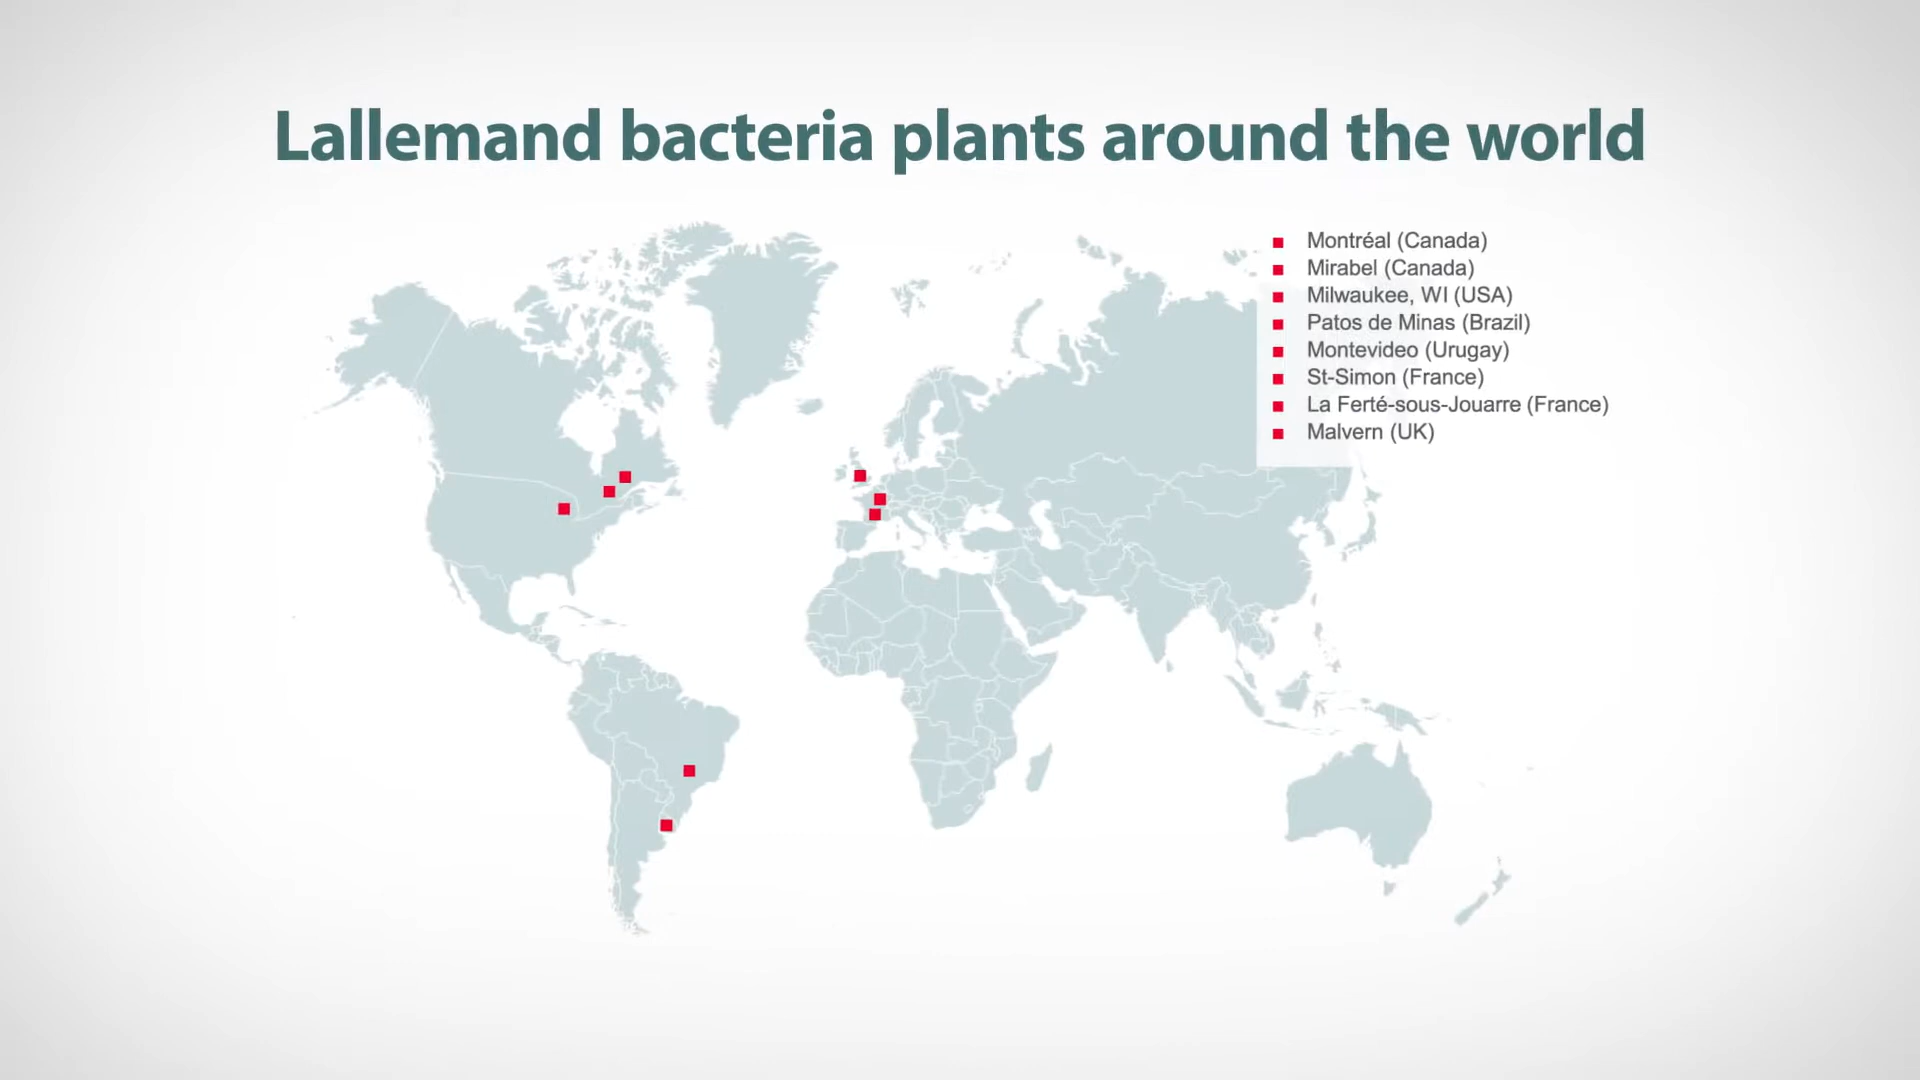 Lallemand bacteria plants around the world
Montréal (Canada)
Mirabel (Canada)
Milwaukee, WI (USA)
Patos de Minas (Brazil)
Montevideo (Urugay)
St-Simon (France)
La Ferté-sous-Jouarre (France)
Malvern (UK)